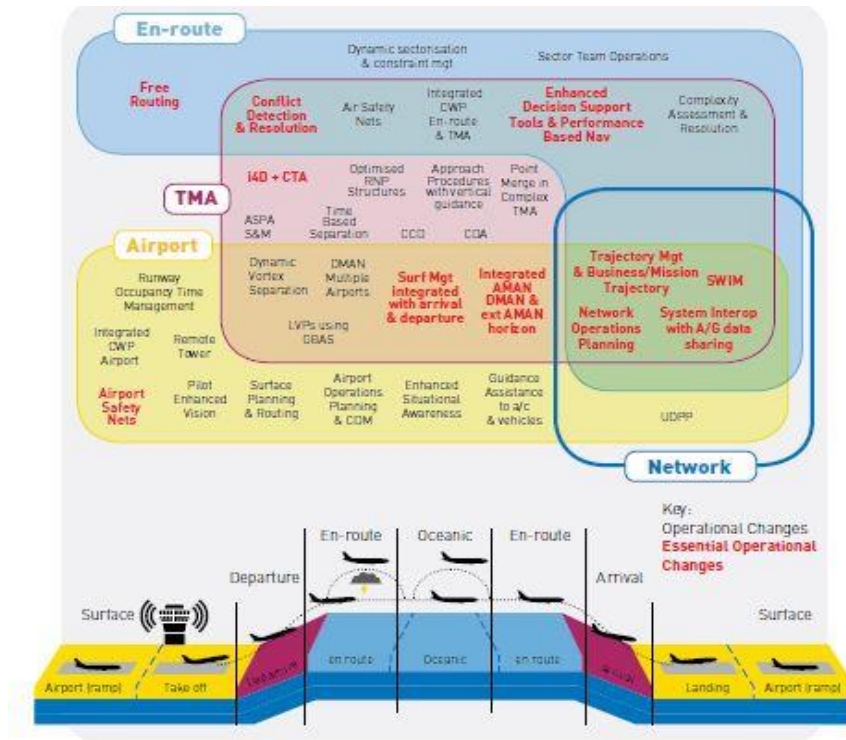 En-route
Dynamic sectorisation
& constraint mgt
Sector Team Operations
Free
Routing
Conflict
Detection
& Resolution
Air Safety
Nets
Integrated
CWP
En-route
& TMA
Enhanced
Decision Support
Tools & Performance
Based Nav
Complexity
Assessment &
Resolution
TMA
i4D + CTA
Optimised
RNP
Structures
Approach
Procedures
with vertical
guidance
Point
Merge in
Complex
TMA
ASPA
S&M
Time
Based
Separation
CCO
CDA
Airport
Runway
Occupancy Time
Management
Dynamic
Vortex
Separation
DMAN
Multiple
Airports
Surf Mgt
integrated
with arrival
& departure
Integrated
AMAN
DMAN &
ext AMAN
horizon
Trajectory Mgt
& Business/Mission
Trajectory
SWIM
Network
Operations
Planning
System Interop
with A/G data
sharing
LVPs using
GBAS
Integrated
CWP
Airport
Remote
Tower
Airport
Safety
Nets
Pilot
Enhanced
Vision
Surface
Planning
& Routing
Airport
Operations
Planning
& CDM
Enhanced
Situational
Awareness
Guidance
Assistance
to a/c
& vehicles
UDPP
Network
Key:
Operational Changes
Essential Operational
Changes
En-route
Oceanic
En-route
Departure
Arrival
Surface
Surface
Airport (ramp)
Take off
Departure
en route
Oceanic
en route
Arrival
Landing
Airport (ramp)